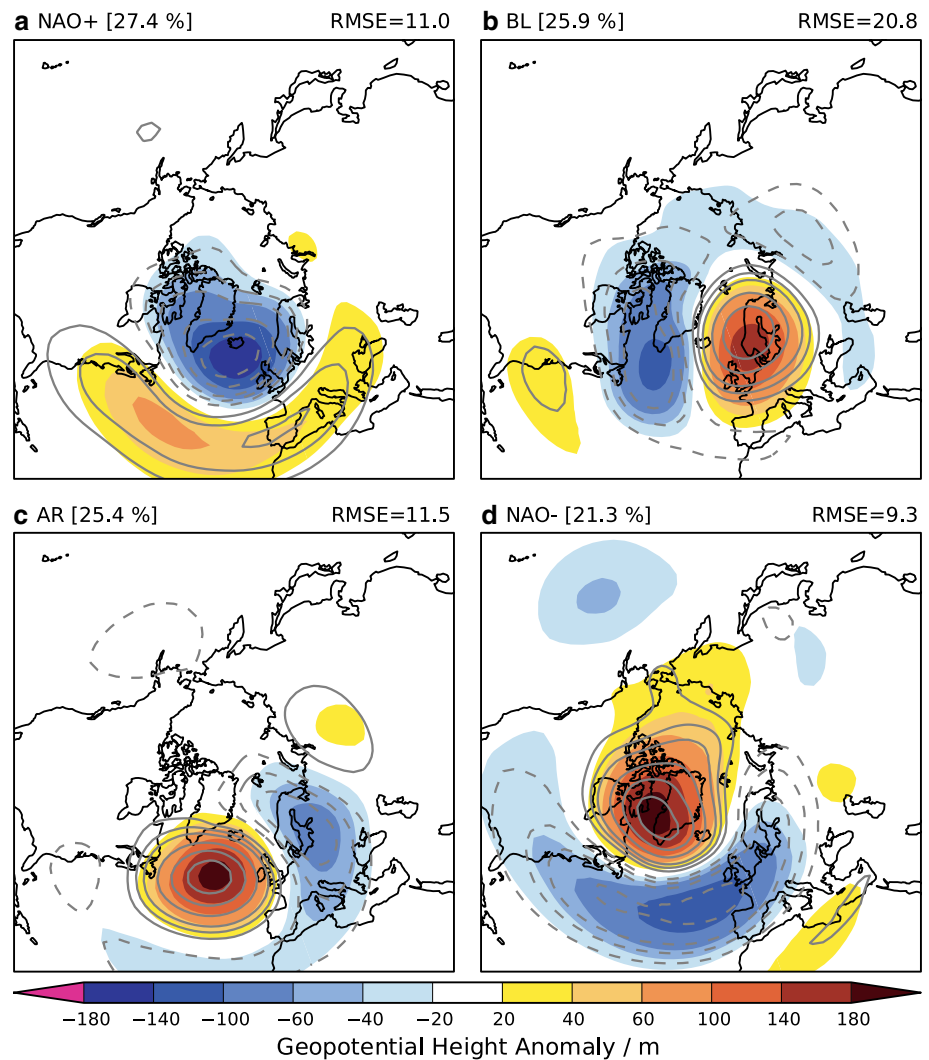 a NAO+ [27.4 %] RMSE=11.0
b BL [25.9 %] RMSE=20.8
c AR [25.4 %] RMSE=11.5
d NAO- [21.3 %] RMSE=9.3
−180 −140 −100 −60 −40 −20 20 40 60 100 140 180
Geopotential Height Anomaly / m